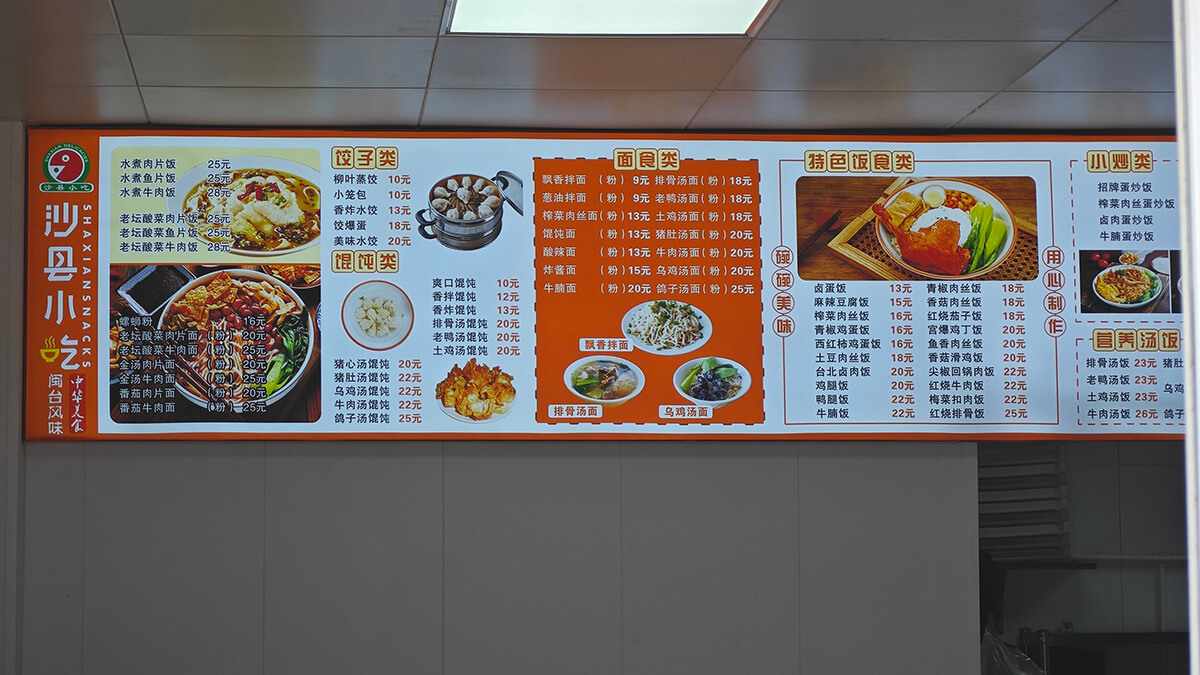 SHAXIAN DELICACIES
沙县小吃
沙县小吃
SHAXIANSNACKS
闽台风味
中华美食
水煮肉片饭 25元
水煮鱼片饭 25元
水煮牛肉饭 28元
老坛酸菜肉片饭 25元
老坛酸菜鱼片饭 25元
老坛酸菜牛肉饭 28元
螺蛳粉 16元
老坛酸菜肉片面（粉）20元
老坛酸菜牛肉面（粉）25元
金汤肉片面（粉）20元
金汤牛肉面（粉）25元
番茄肉片面（粉）20元
番茄牛肉面（粉）25元
饺子类
柳叶蒸饺 10元
小笼包 10元
香炸水饺 13元
饺爆蛋 18元
美味水饺 20元
馄饨类
爽口馄饨 10元
香拌馄饨 12元
香炸馄饨 13元
排骨汤馄饨 20元
老鸭汤馄饨 20元
土鸡汤馄饨 20元
猪心汤馄饨 20元
猪肚汤馄饨 22元
乌鸡汤馄饨 22元
牛肉汤馄饨 22元
鸽子汤馄饨 25元
面食类
飘香拌面（粉）9元 排骨汤面（粉）18元
葱油拌面（粉）9元 老鸭汤面（粉）18元
榨菜肉丝面（粉）13元 土鸡汤面（粉）18元
馄饨面（粉）13元 猪肚汤面（粉）20元
酸辣面（粉）13元 牛肉汤面（粉）20元
炸酱面（粉）15元 乌鸡汤面（粉）20元
牛腩面（粉）20元 鸽子汤面（粉）25元
飘香拌面
排骨汤面
乌鸡汤面
特色饭食类
碗碗美味
用心制作
卤蛋饭 13元 青椒肉丝饭 18元
麻辣豆腐饭 15元 香菇肉丝饭 18元
榨菜肉丝饭 16元 红烧茄子饭 18元
青椒鸡蛋饭 16元 宫爆鸡丁饭 20元
西红柿鸡蛋饭 16元 鱼香肉丝饭 20元
土豆肉丝饭 18元 香菇滑鸡饭 20元
台北卤肉饭 20元 尖椒回锅肉饭 22元
鸡腿饭 20元 红烧牛肉饭 22元
鸭腿饭 22元 梅菜扣肉饭 22元
牛腩饭 22元 红烧排骨饭 25元
小炒类
招牌蛋炒饭
榨菜肉丝蛋炒饭
卤肉蛋炒饭
牛腩蛋炒饭
营养汤饭
排骨汤饭 23元 猪肚
老鸭汤饭 23元
土鸡汤饭 23元 乌鸡
牛肉汤饭 26元 鸽子